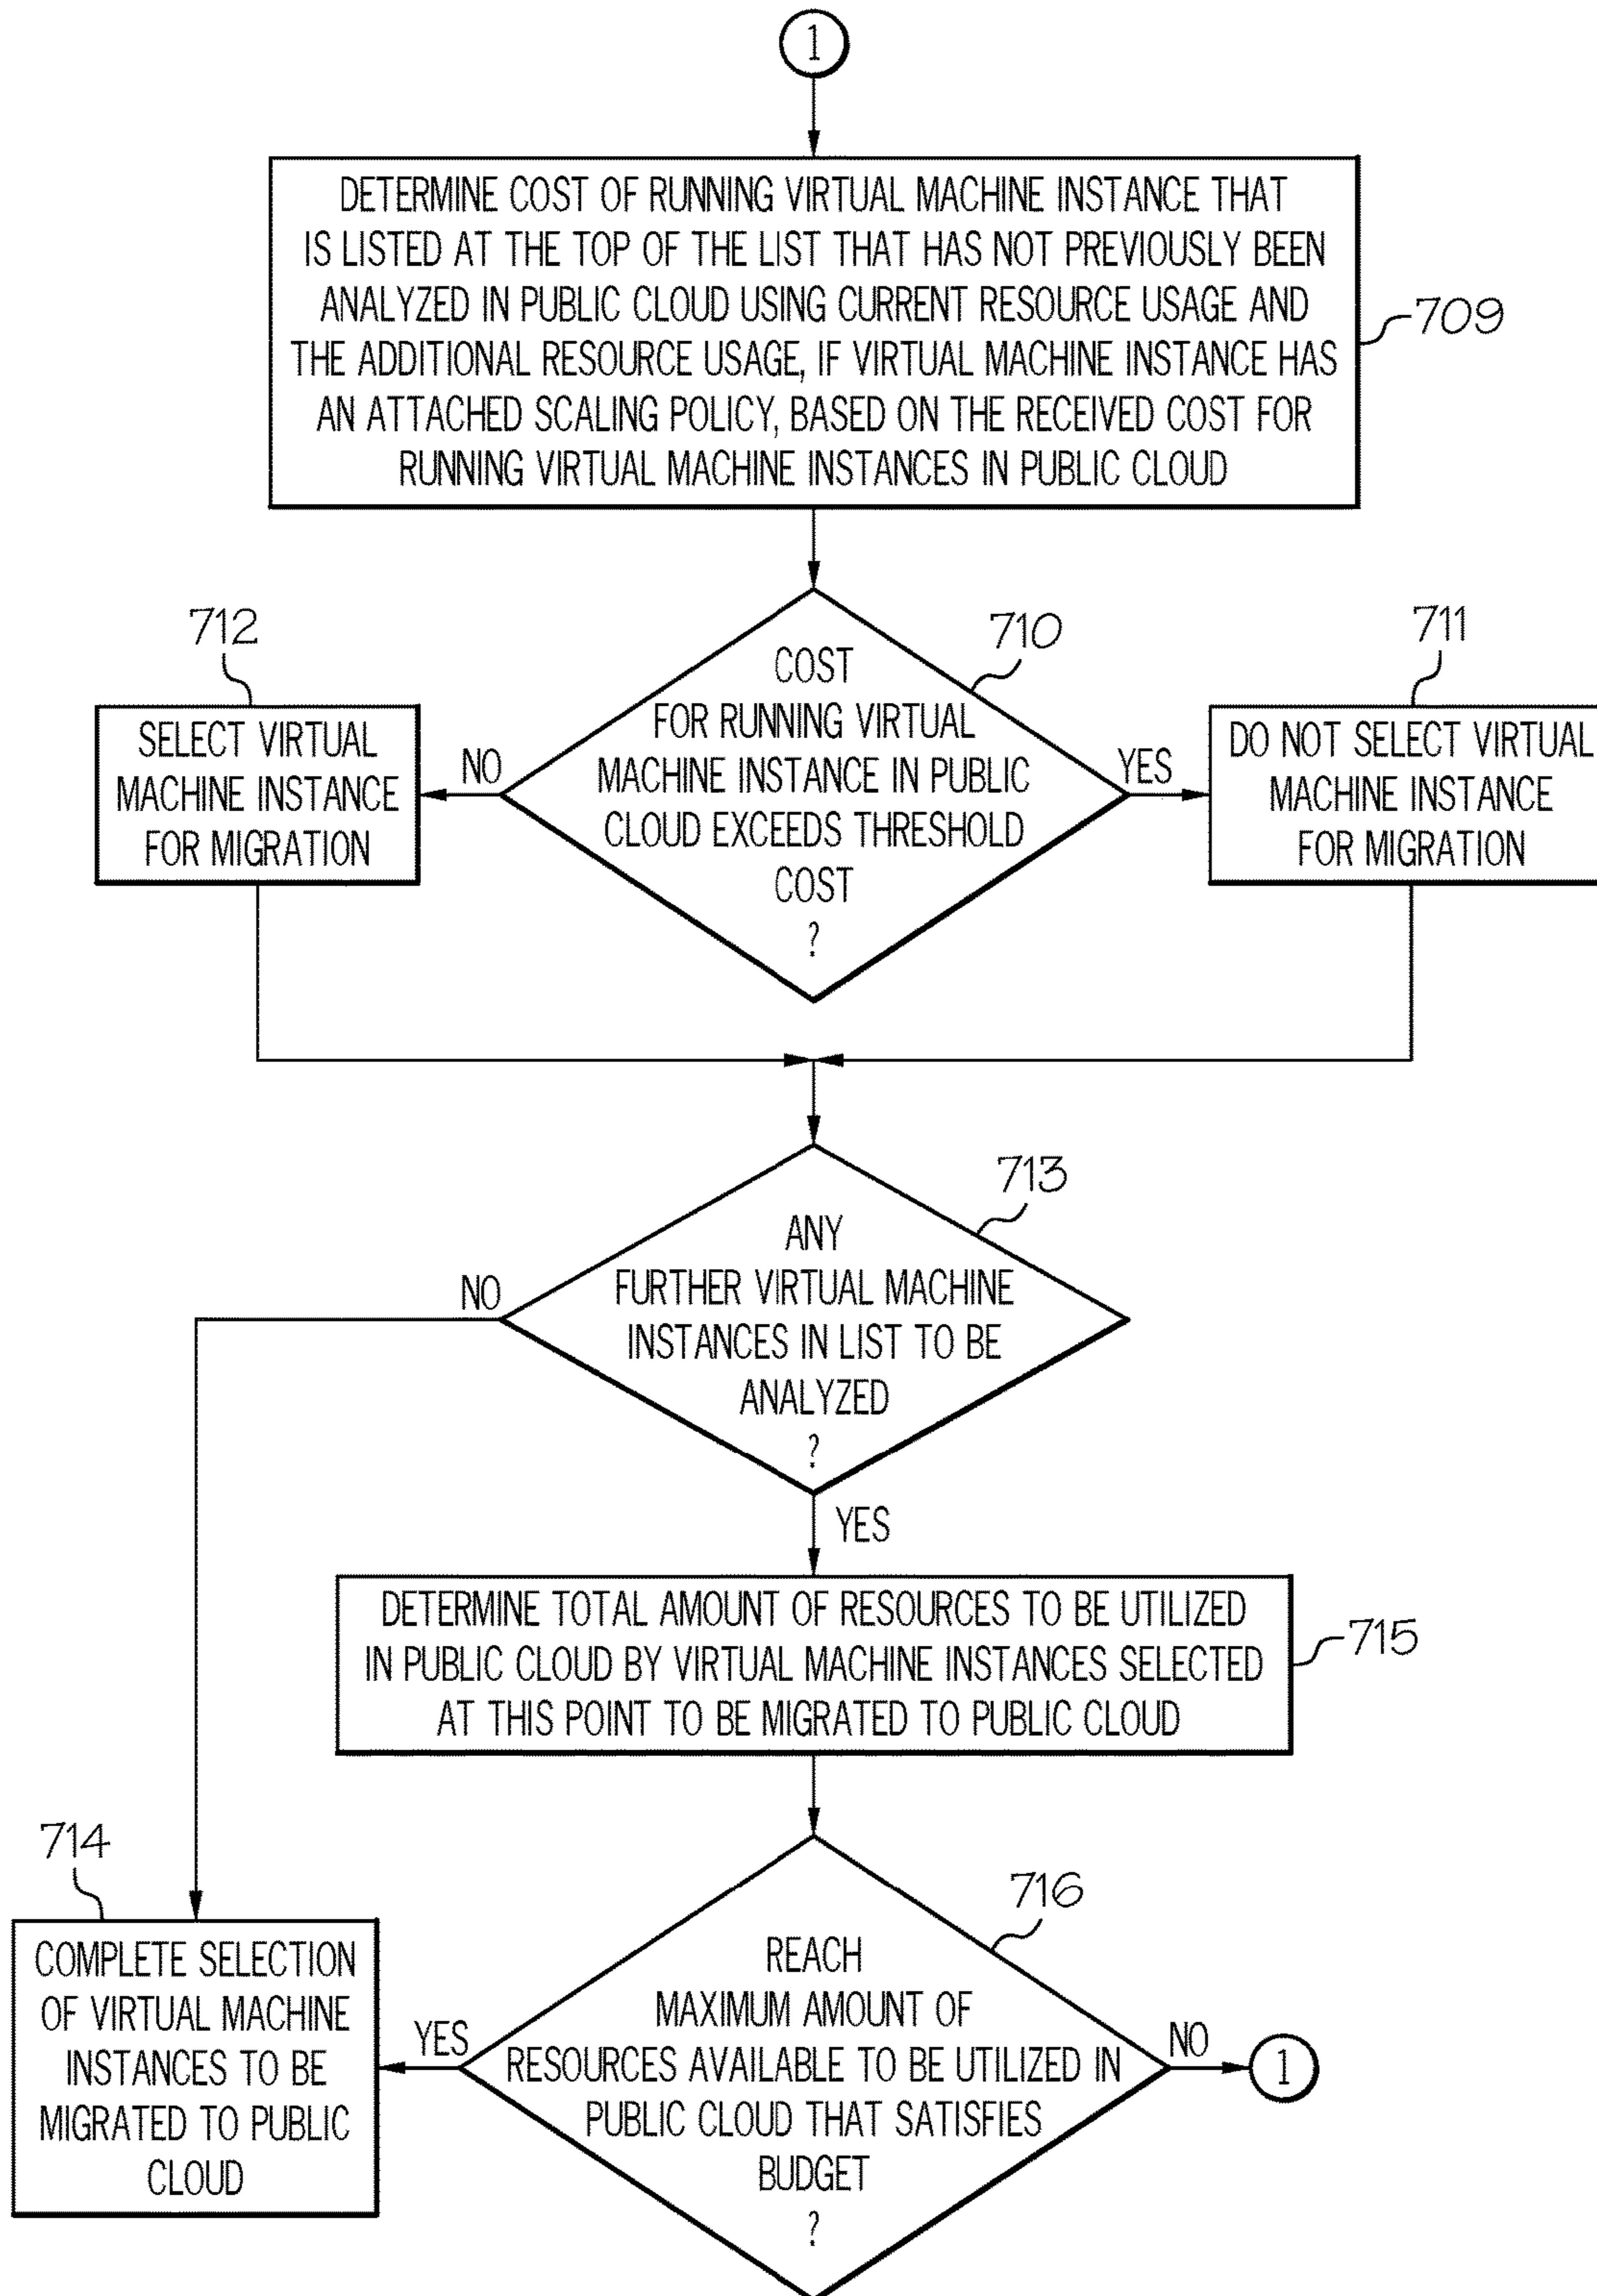 1
DETERMINE COST OF RUNNING VIRTUAL MACHINE INSTANCE THAT
IS LISTED AT THE TOP OF THE LIST THAT HAS NOT PREVIOUSLY BEEN
ANALYZED IN PUBLIC CLOUD USING CURRENT RESOURCE USAGE AND
THE ADDITIONAL RESOURCE USAGE, IF VIRTUAL MACHINE INSTANCE HAS
AN ATTACHED SCALING POLICY, BASED ON THE RECEIVED COST FOR
RUNNING VIRTUAL MACHINE INSTANCES IN PUBLIC CLOUD
709
712
SELECT VIRTUAL
MACHINE INSTANCE
FOR MIGRATION
NO
710
COST
FOR RUNNING VIRTUAL
MACHINE INSTANCE IN PUBLIC
CLOUD EXCEEDS THRESHOLD
COST
?
YES
711
DO NOT SELECT VIRTUAL
MACHINE INSTANCE
FOR MIGRATION
713
ANY
FURTHER VIRTUAL MACHINE
INSTANCES IN LIST TO BE
ANALYZED
?
NO
YES
DETERMINE TOTAL AMOUNT OF RESOURCES TO BE UTILIZED
IN PUBLIC CLOUD BY VIRTUAL MACHINE INSTANCES SELECTED
AT THIS POINT TO BE MIGRATED TO PUBLIC CLOUD
715
714
COMPLETE SELECTION
OF VIRTUAL MACHINE
INSTANCES TO BE
MIGRATED TO PUBLIC
CLOUD
YES
716
REACH
MAXIMUM AMOUNT OF
RESOURCES AVAILABLE TO BE UTILIZED IN
PUBLIC CLOUD THAT SATISFIES
BUDGET
?
NO
1